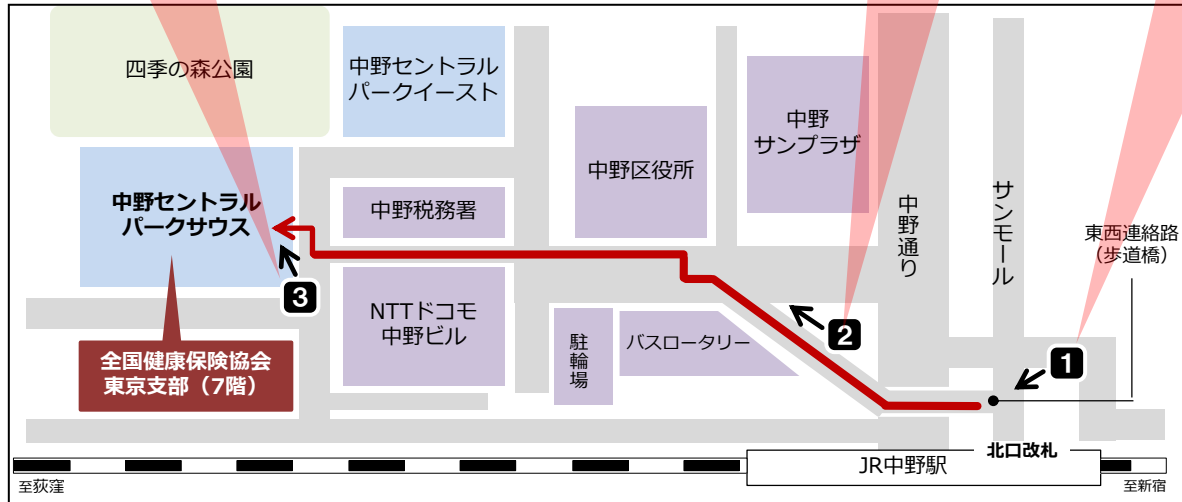 四季の森公園
中野セントラル
パークイースト
中野
サンプラザ
中野区役所
中野セントラル
パークサウス
中野税務署
中野通り
サンモール
東西連絡路
(歩道橋)
3
NTTドコモ
中野ビル
2
駐輪場
バスロータリー
1
全国健康保険協会
東京支部(7階)
北口改札
JR中野駅
至荻窪
至新宿